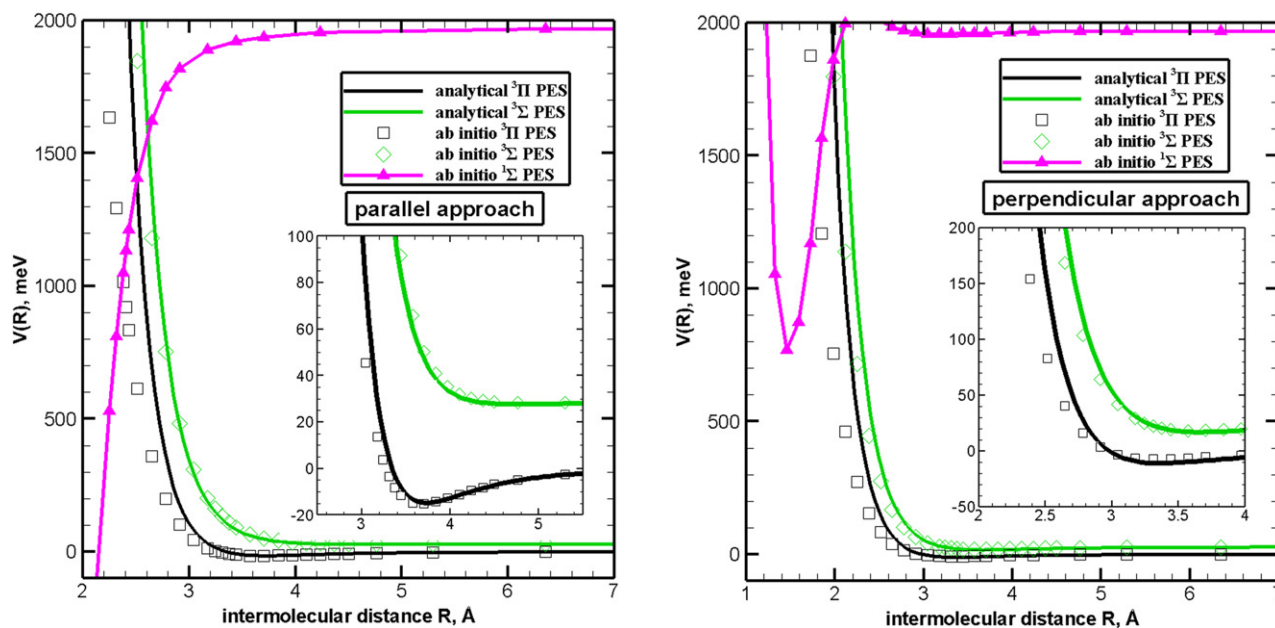 2000
1500
1000
500
0
V(R), meV
analytical ³Π PES
analytical ³Σ PES
ab initio ³Π PES
ab initio ³Σ PES
ab initio ¹Σ PES
parallel approach
100
80
60
40
20
0
-20
3 4 5
2 3 4 5 6 7
intermolecular distance R, Å
2000
1500
1000
500
0
V(R), meV
analytical ³Π PES
analytical ³Σ PES
ab initio ³Π PES
ab initio ³Σ PES
ab initio ¹Σ PES
perpendicular approach
200
150
100
50
0
-50
2 2.5 3 3.5 4
1 2 3 4 5 6 7
intermolecular distance R, Å